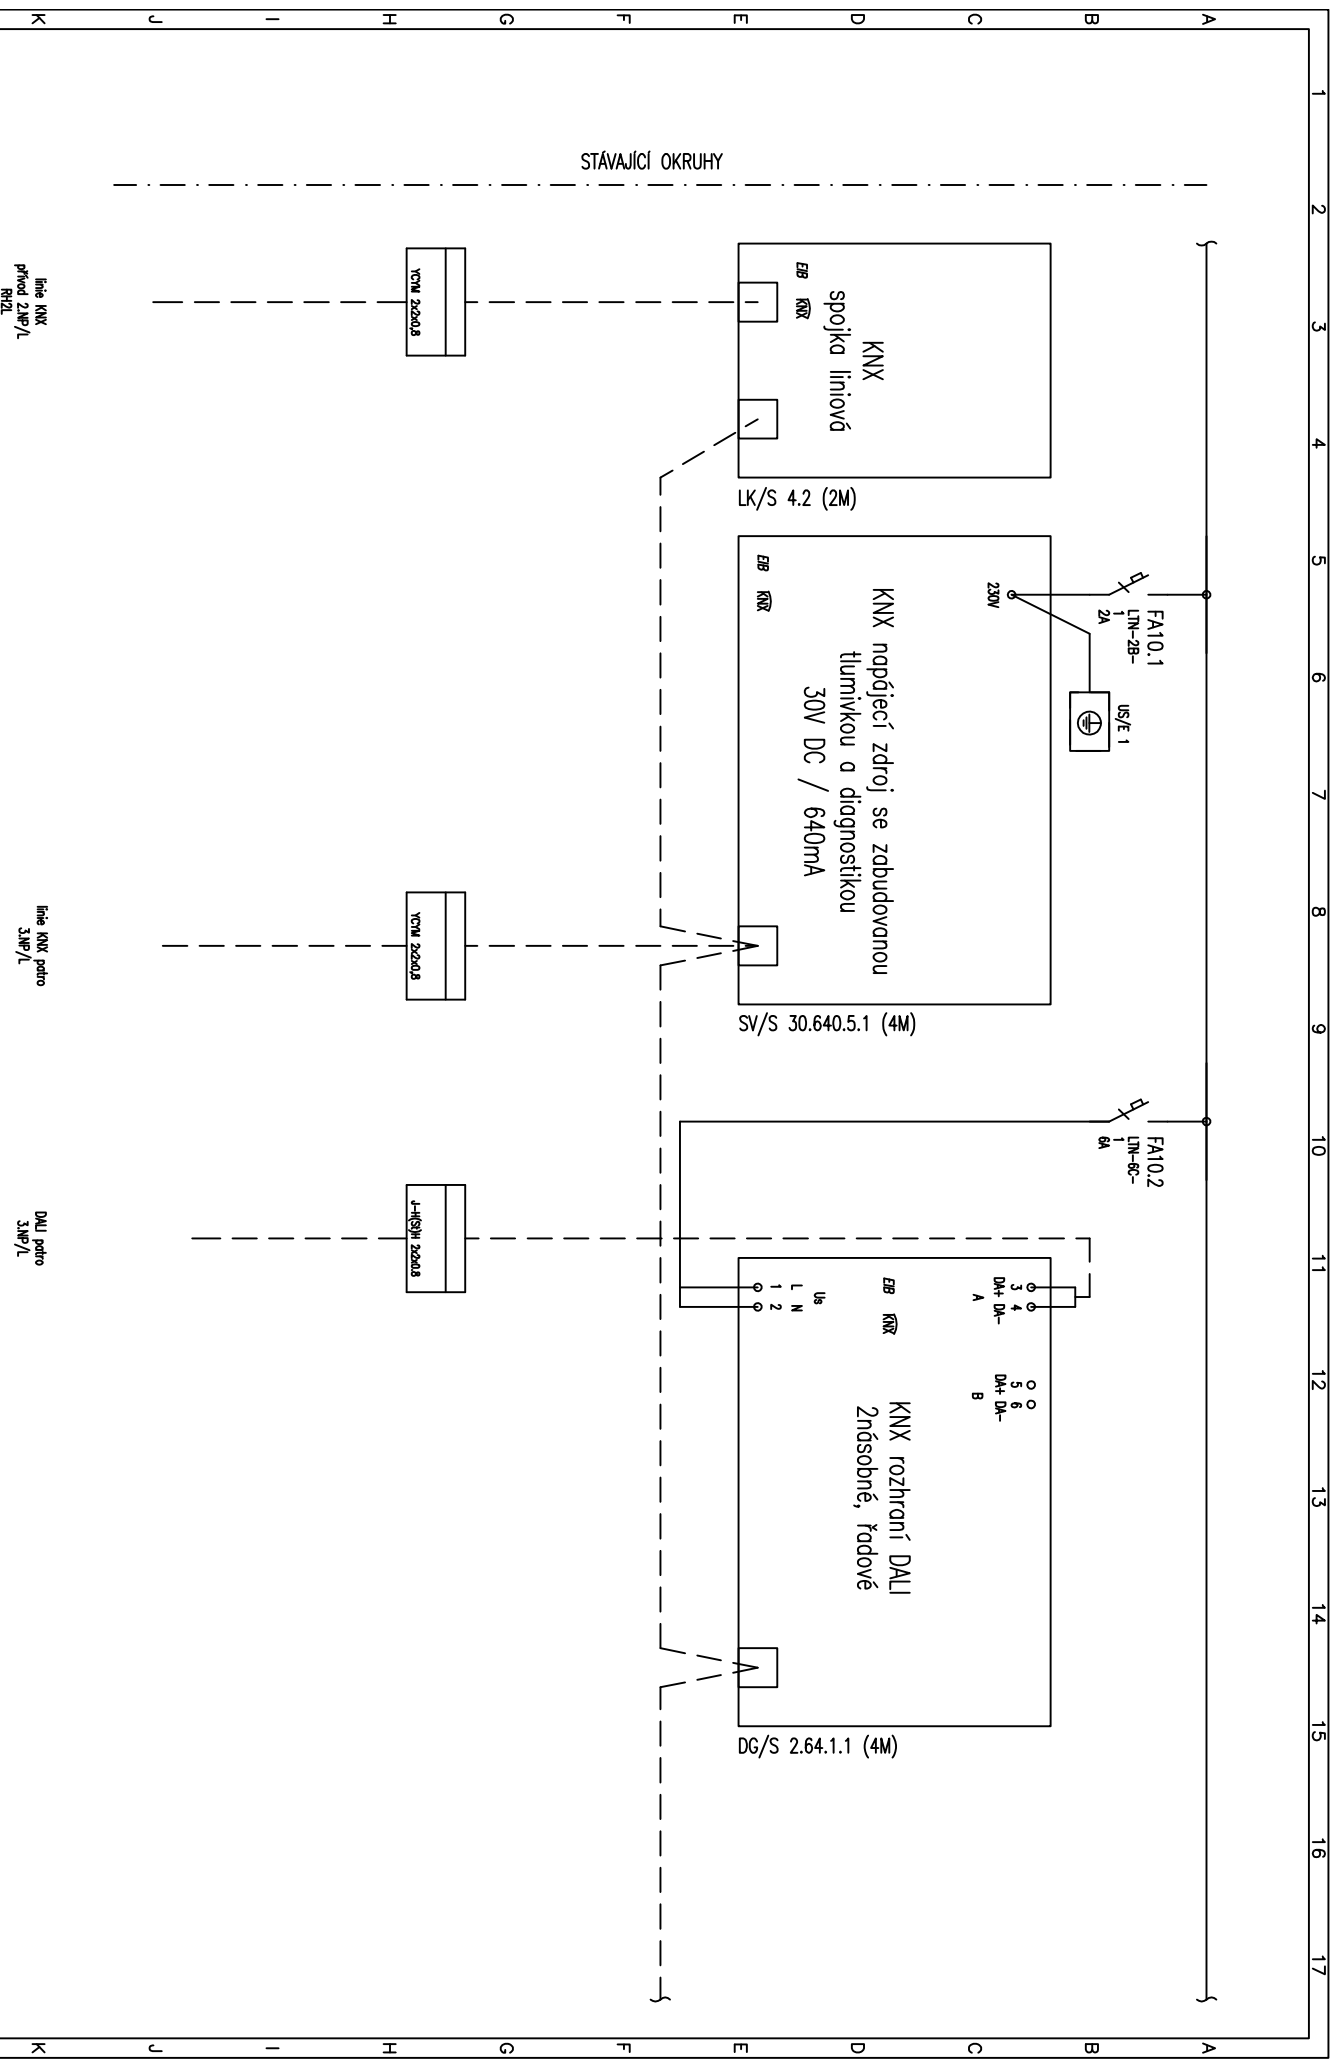 1 2 3 4 5 6 7 8 9 10 11 12 13 14 15 16 17
A
B
C
D
E
F
G
H
I
J
K
A
B
C
D
E
F
G
H
I
J
K
STÁVAJÍCÍ OKRUHY
KNX
spojka liniová
EIB KNX
LK/S 4.2 (2M)
YCYM 2x2x0,8
linie KNX
přívod 2.NP/L
RH2L
FA10.1
LTN-2B-
1
2A
US/E 1
230V
KNX napájecí zdroj se zabudovanou
tlumivkou a diagnostikou
30V DC / 640mA
EIB KNX
SV/S 30.640.5.1 (4M)
YCYM 2x2x0,8
linie KNX patro
3.NP/L
FA10.2
LTN-6C-
1
6A
3 4
DA+ DA-
A
5 6
DA+ DA-
B
KNX rozhraní DALI
2násobné, řadové
EIB KNX
Us
L N
1 2
DG/S 2.64.1.1 (4M)
J-H(St)H 2x2x0.8
DALI patro
3.NP/L